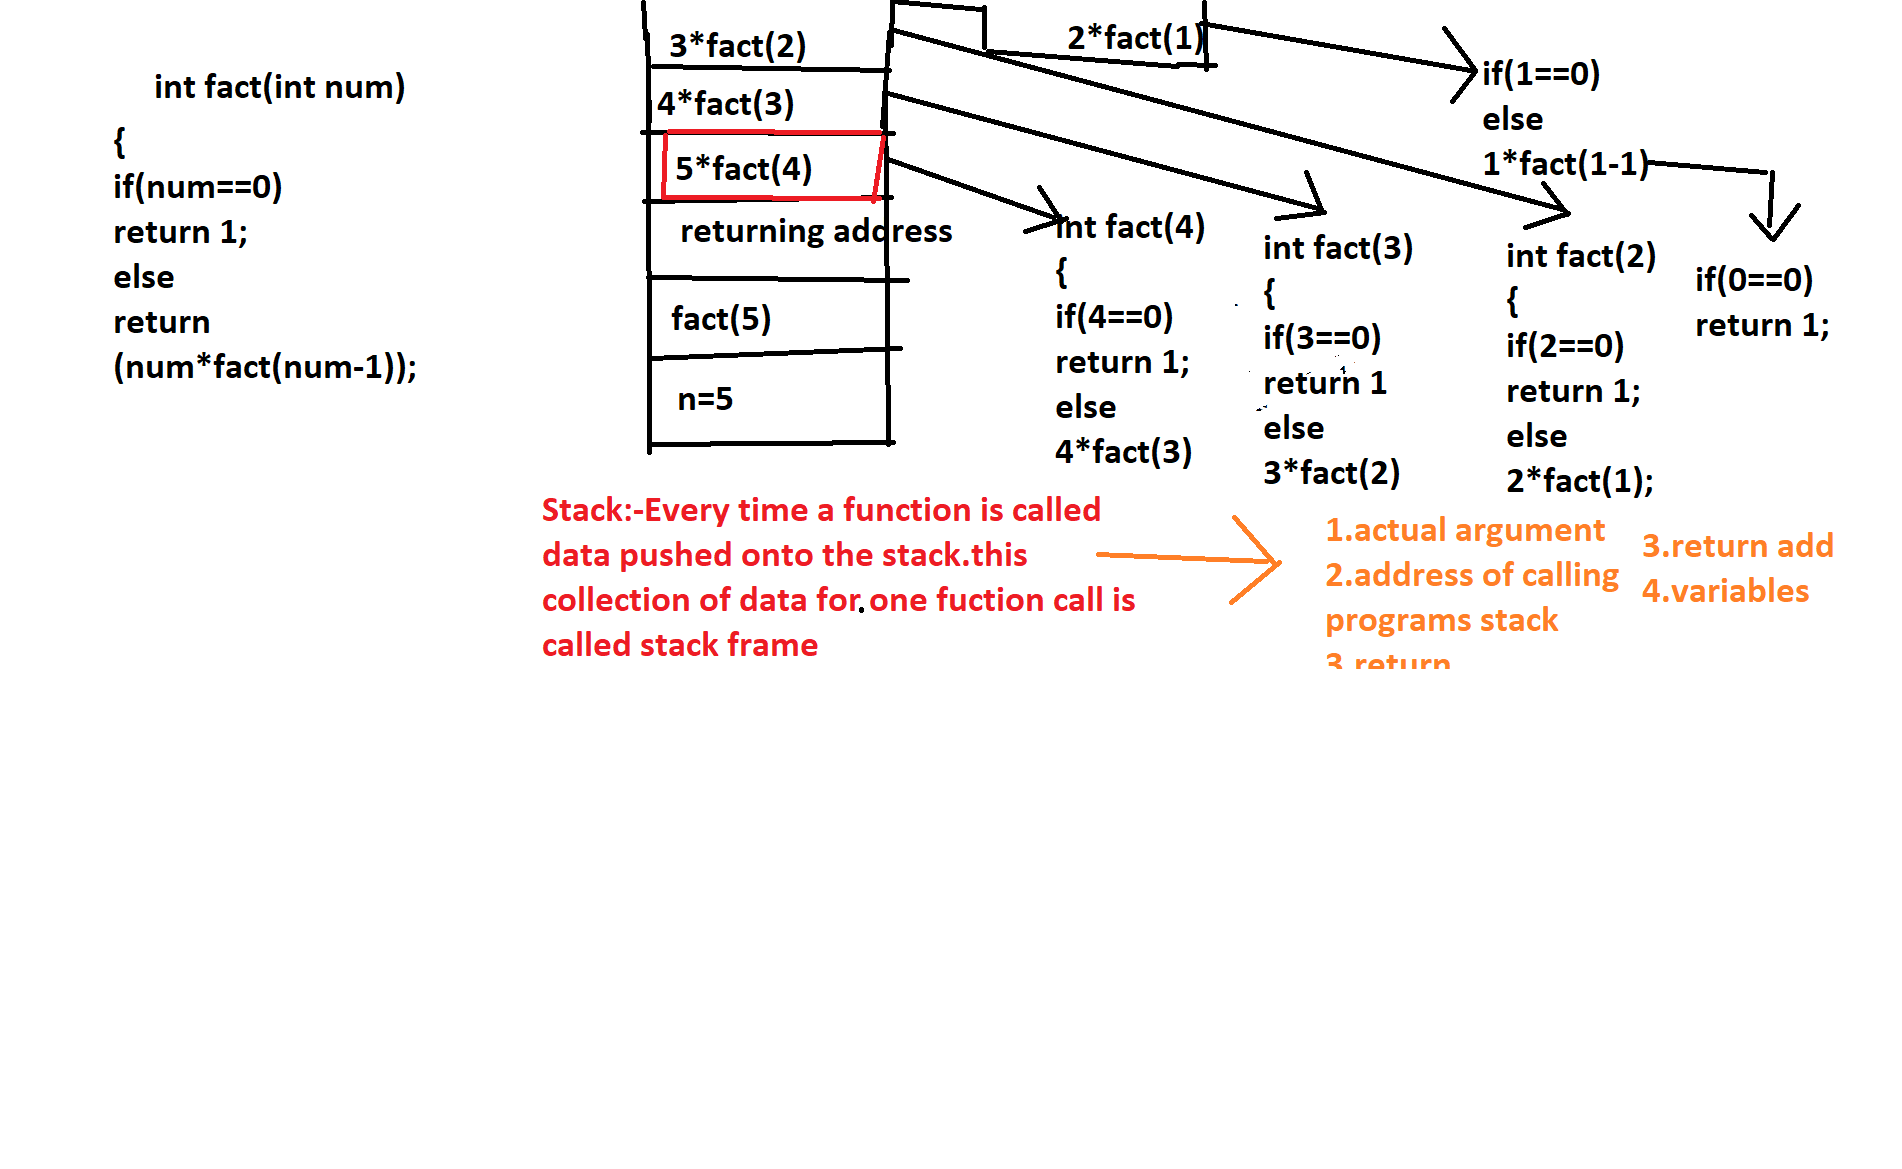 int fact(int num)
{
if(num==0)
return 1;
else
return
(num*fact(num-1));
3*fact(2)
4*fact(3)
5*fact(4)
returning address
fact(5)
n=5
2*fact(1)
if(1==0)
else
1*fact(1-1)
int fact(4)
{
if(4==0)
return 1;
else
4*fact(3)
int fact(3)
{
if(3==0)
return 1
else
3*fact(2)
int fact(2)
{
if(2==0)
return 1;
else
2*fact(1);
if(0==0)
return 1;
Stack:-Every time a function is called
data pushed onto the stack.this
collection of data for one fuction call is
called stack frame
1.actual argument
2.address of calling
programs stack
3.return
3.return add
4.variables